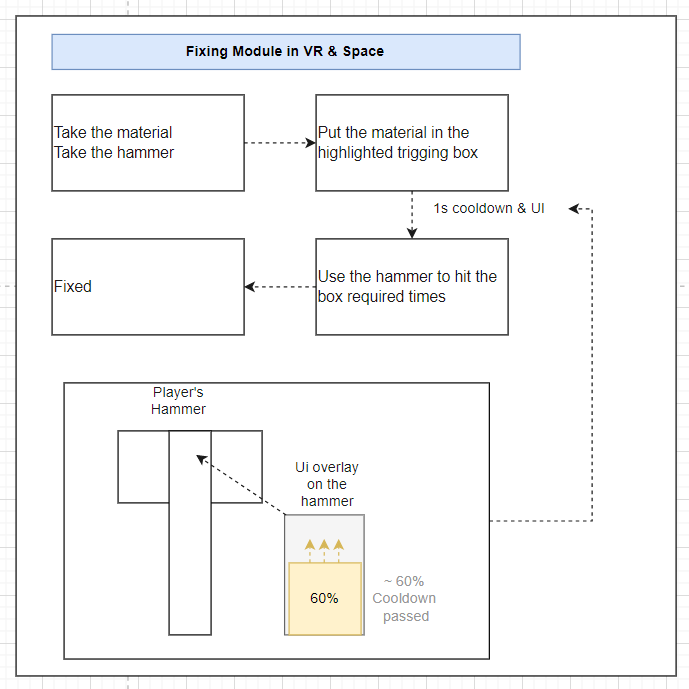 Fixing Module in VR & Space
Take the material
Take the hammer
Put the material in the
highlighted trigging box
1s cooldown & UI
Fixed
Use the hammer to hit the
box required times
Player's
Hammer
Ui overlay
on the
hammer
60%
~ 60%
Cooldown
passed